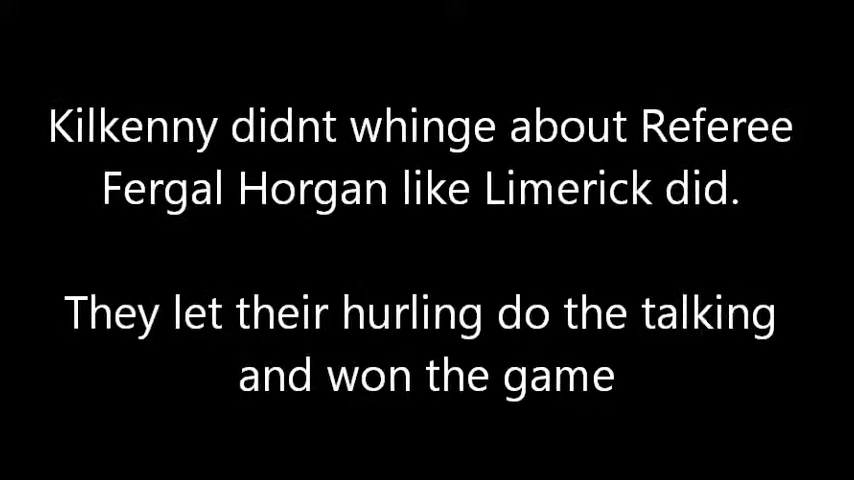 Kilkenny didnt whinge about Referee
Fergal Horgan like Limerick did.
They let their hurling do the talking
and won the game